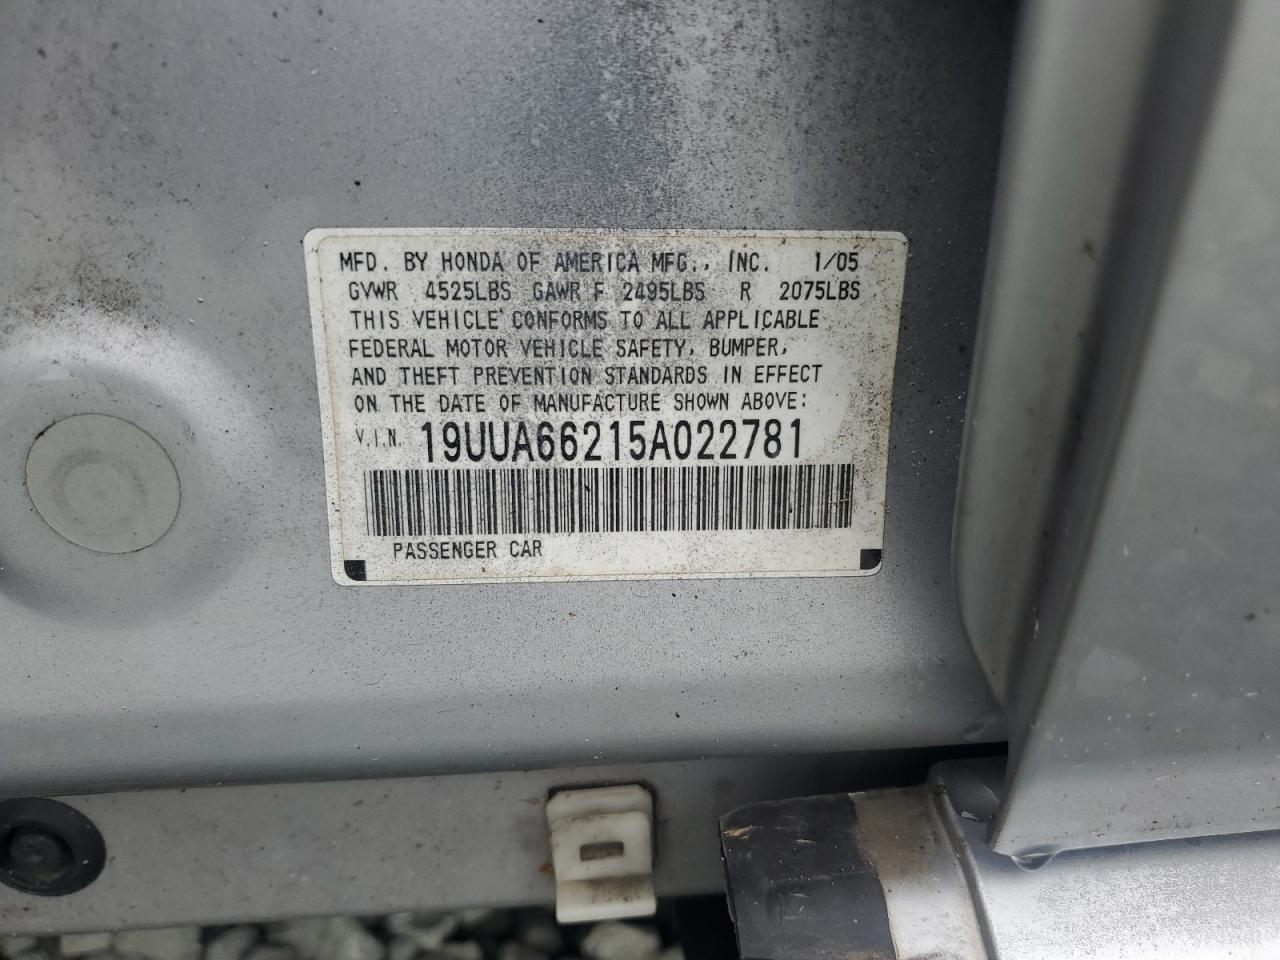 MFD. BY HONDA OF AMERICA MFG., INC. 1/05
GVWR 4525LBS GAWR F 2495LBS R 2075LBS
THIS VEHICLE CONFORMS TO ALL APPLICABLE
FEDERAL MOTOR VEHICLE SAFETY, BUMPER,
AND THEFT PREVENTION STANDARDS IN EFFECT
ON THE DATE OF MANUFACTURE SHOWN ABOVE:
V.I.N. 19UUA66215A022781
PASSENGER CAR